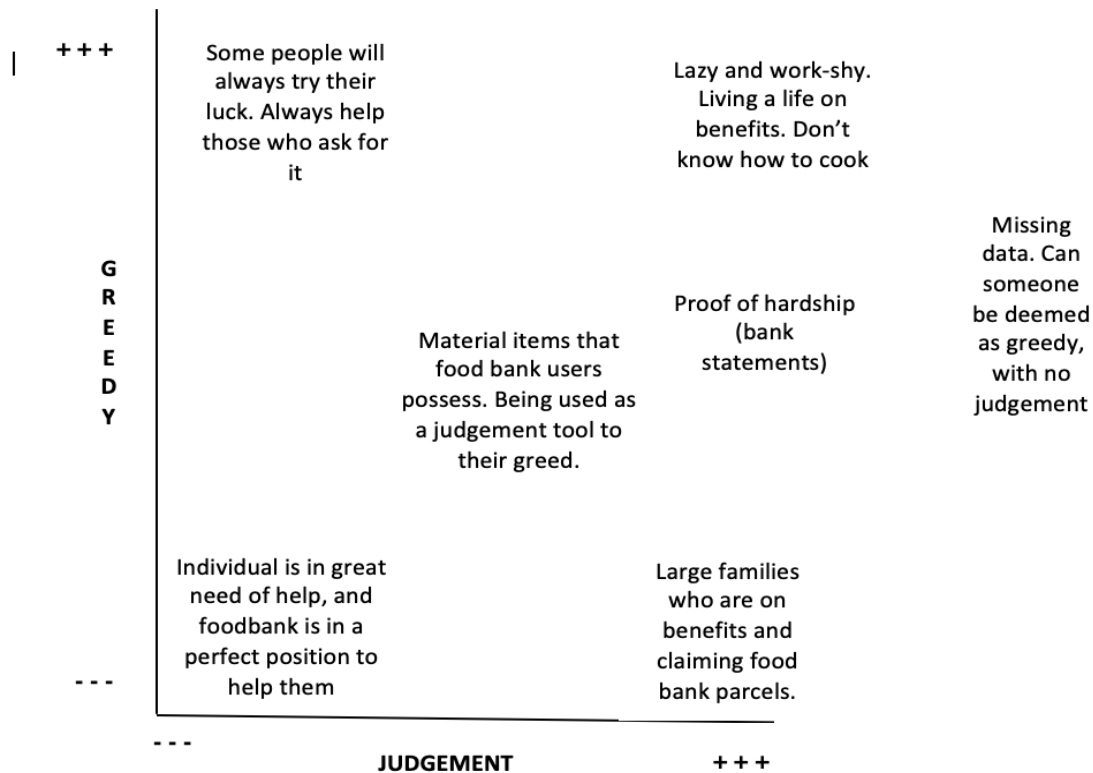 + + +
Some people will
always try their
luck. Always help
those who ask for
it
Lazy and work-shy.
Living a life on
benefits. Don’t
know how to cook
G
R
E
E
D
Y
Material items that
food bank users
possess. Being used as
a judgement tool to
their greed.
Proof of hardship
(bank
statements)
Missing
data. Can
someone
be deemed
as greedy,
with no
judgement
Individual is in great
need of help, and
foodbank is in a
perfect position to
help them
Large families
who are on
benefits and
claiming food
bank parcels.
- - -
- - -
JUDGEMENT
+ + +